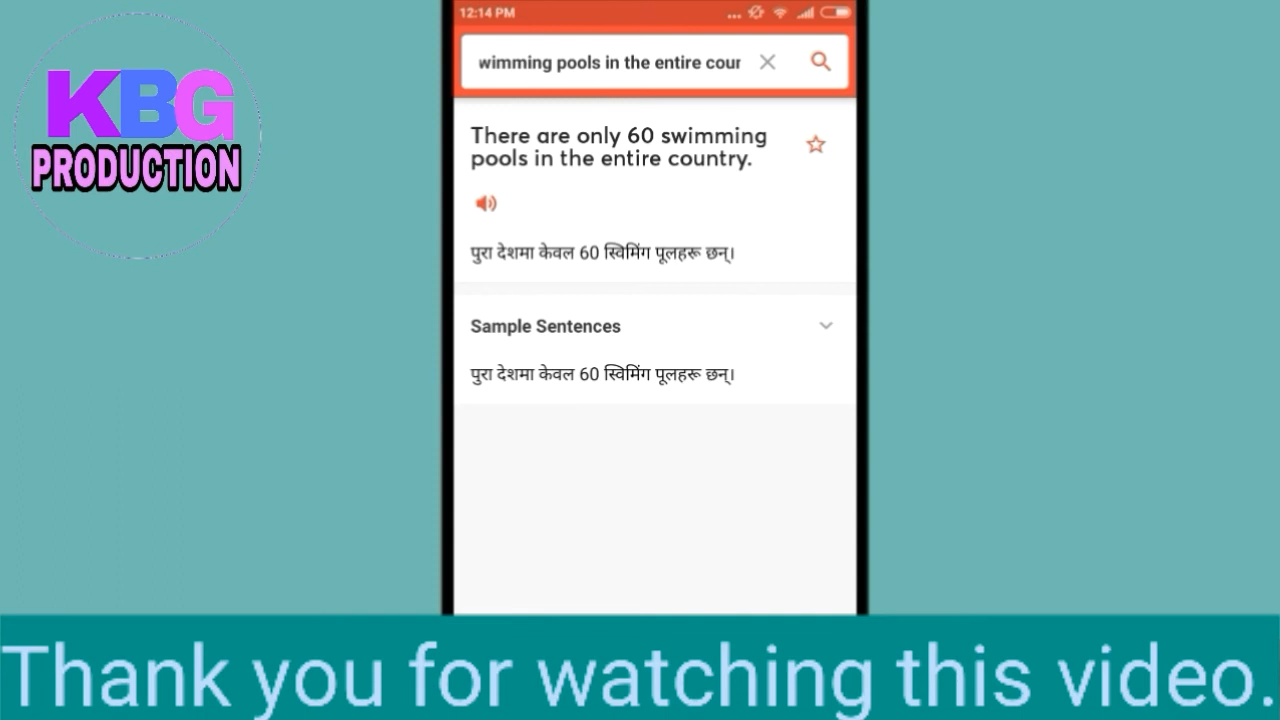 KBG
PRODUCTION
12:14 PM
wimming pools in the entire cour
There are only 60 swimming
pools in the entire country.
पुरा देशमा केवल 60 स्विमिंग पूलहरू छन्।
Sample Sentences
पुरा देशमा केवल 60 स्विमिंग पूलहरू छन्।
Thank you for watching this video.